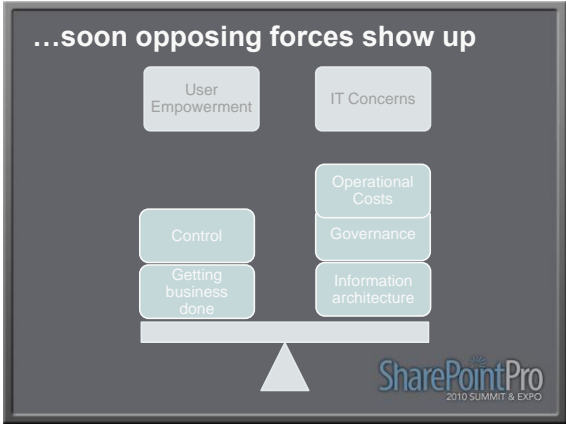 ...soon opposing forces show up
User
Empowerment
IT Concerns
Operational
Costs
Control
Governance
Getting
business
done
Information
architecture
SharePointPro
2010 SUMMIT & EXPO